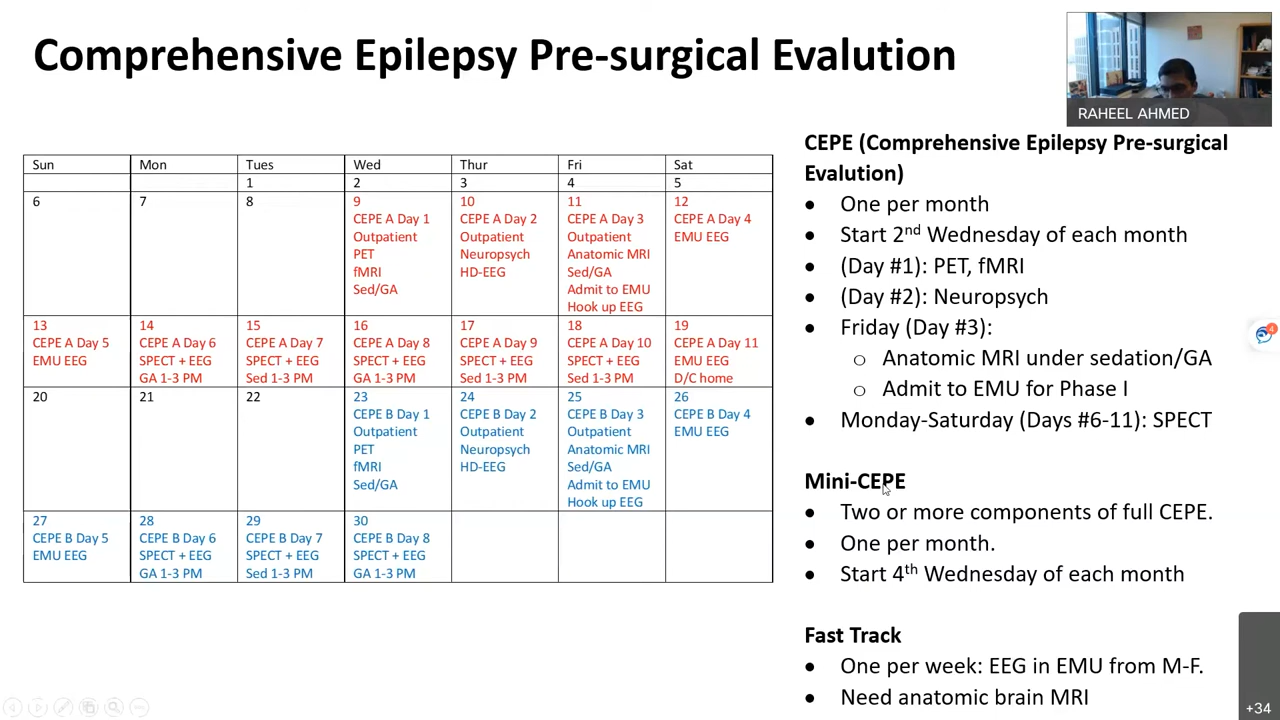 Comprehensive Epilepsy Pre-surgical Evalution
RAHEEL AHMED
Sun Mon Tues Wed Thur Fri Sat
1 2 3 4 5
6 7 8 9 10 11 12
CEPE A Day 1 CEPE A Day 2 CEPE A Day 3 CEPE A Day 4
Outpatient Outpatient Outpatient EMU EEG
PET Neuropsych Anatomic MRI
fMRI HD-EEG Sed/GA
Sed/GA Admit to EMU
Hook up EEG
13 14 15 16 17 18 19
CEPE A Day 5 CEPE A Day 6 CEPE A Day 7 CEPE A Day 8 CEPE A Day 9 CEPE A Day 10 CEPE A Day 11
EMU EEG SPECT + EEG SPECT + EEG SPECT + EEG SPECT + EEG SPECT + EEG EMU EEG
GA 1-3 PM Sed 1-3 PM GA 1-3 PM Sed 1-3 PM Sed 1-3 PM D/C home
20 21 22 23 24 25 26
CEPE B Day 1 CEPE B Day 2 CEPE B Day 3 CEPE B Day 4
Outpatient Outpatient Outpatient EMU EEG
PET Neuropsych Anatomic MRI
fMRI HD-EEG Sed/GA
Sed/GA Admit to EMU
Hook up EEG
27 28 29 30
CEPE B Day 5 CEPE B Day 6 CEPE B Day 7 CEPE B Day 8
EMU EEG SPECT + EEG SPECT + EEG SPECT + EEG
GA 1-3 PM Sed 1-3 PM GA 1-3 PM
CEPE (Comprehensive Epilepsy Pre-surgical
Evalution)
• One per month
• Start 2nd Wednesday of each month
• (Day #1): PET, fMRI
• (Day #2): Neuropsych
• Friday (Day #3):
o Anatomic MRI under sedation/GA
o Admit to EMU for Phase I
• Monday-Saturday (Days #6-11): SPECT
Mini-CEPE
• Two or more components of full CEPE.
• One per month.
• Start 4th Wednesday of each month
Fast Track
• One per week: EEG in EMU from M-F.
• Need anatomic brain MRI
4
+34